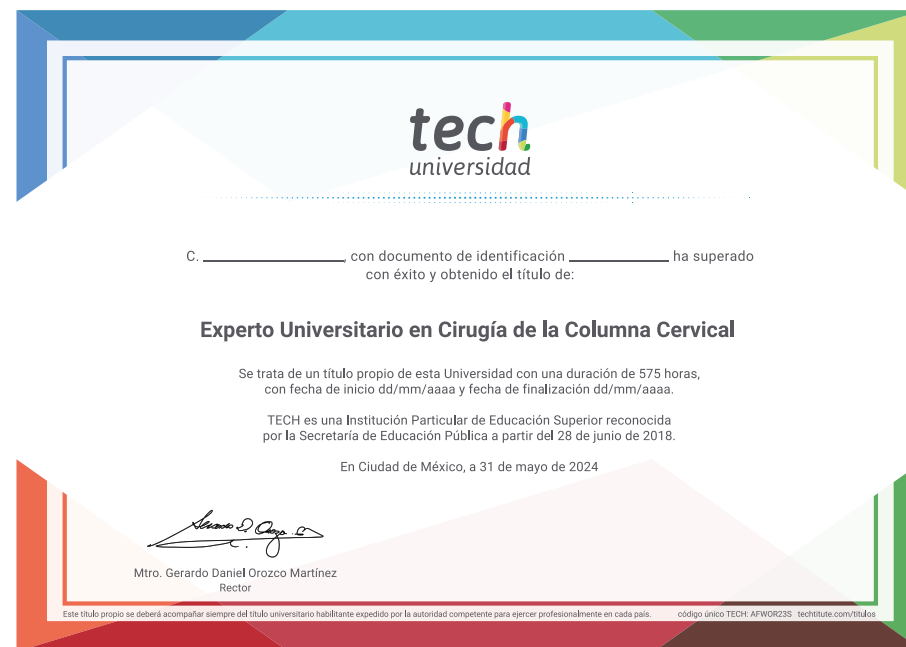 tech
universidad
C. ____________, con documento de identificación ____________ ha superado
con éxito y obtenido el título de:
Experto Universitario en Cirugía de la Columna Cervical
Se trata de un título propio de esta Universidad con una duración de 575 horas,
con fecha de inicio dd/mm/aaaa y fecha de finalización dd/mm/aaaa.
TECH es una Institución Particular de Educación Superior reconocida
por la Secretaría de Educación Pública a partir del 28 de junio de 2018.
En Ciudad de México, a 31 de mayo de 2024
Mtro. Gerardo Daniel Orozco Martínez
Rector
Este título propio se deberá acompañar siempre del título universitario habilitante expedido por la autoridad competente para ejercer profesionalmente en cada país. código único TECH: AFWOR23S techtitute.com/titulos